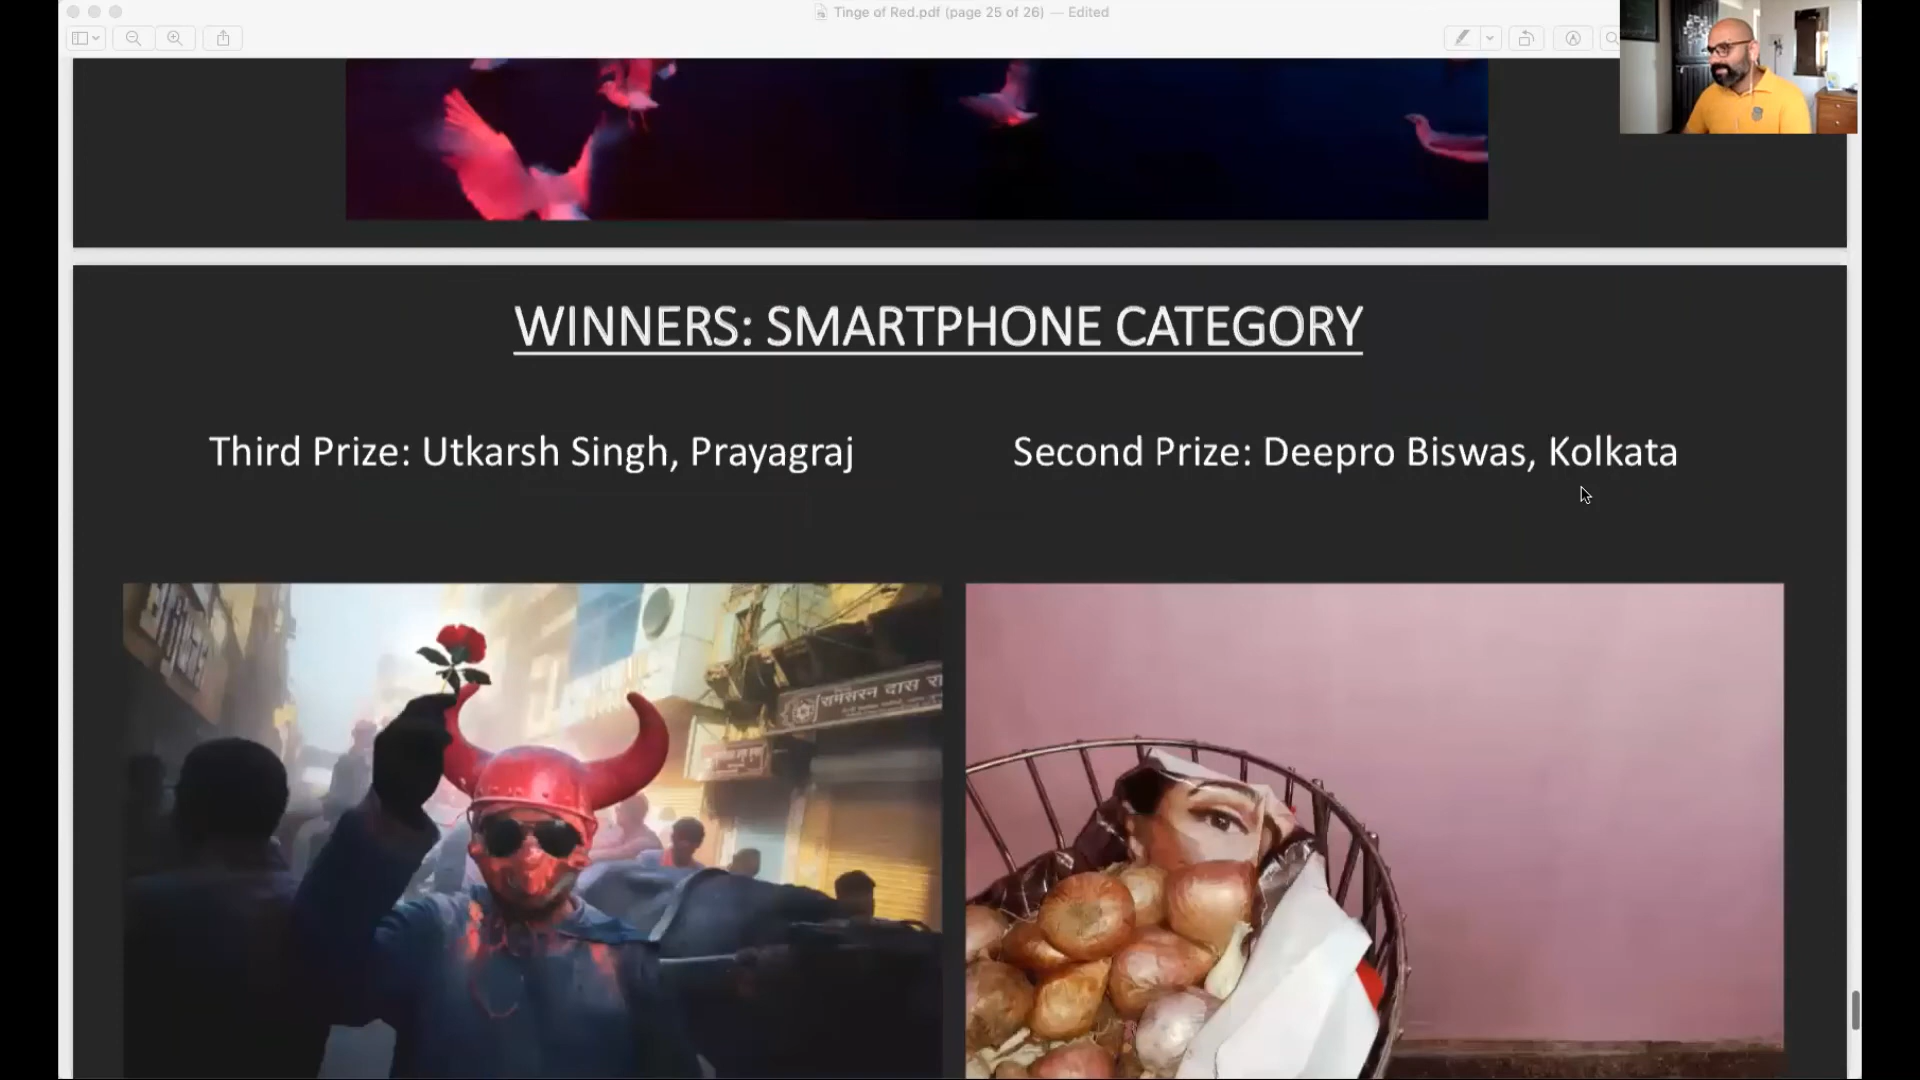 Tinge of Red.pdf (page 25 of 26) — Edited
WINNERS: SMARTPHONE CATEGORY
Third Prize: Utkarsh Singh, Prayagraj
Second Prize: Deepro Biswas, Kolkata
रामसरन दास